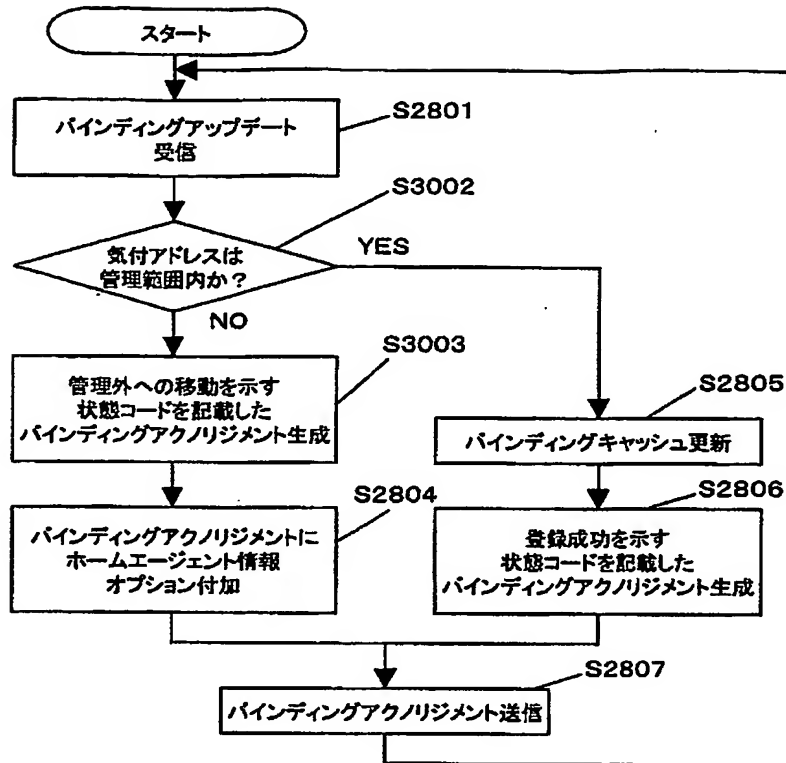 スタート
S2801
バインディングアップデート
受信
S3002
気付アドレスは
管理範囲内か?
YES
NO
S3003
管理外への移動を示す
状態コードを記載した
バインディングアクノリジメント生成
S2805
バインディングキャッシュ更新
S2804
バインディングアクノリジメントに
ホームエージェント情報
オプション付加
S2806
登録成功を示す
状態コードを記載した
バインディングアクノリジメント生成
S2807
バインディングアクノリジメント送信